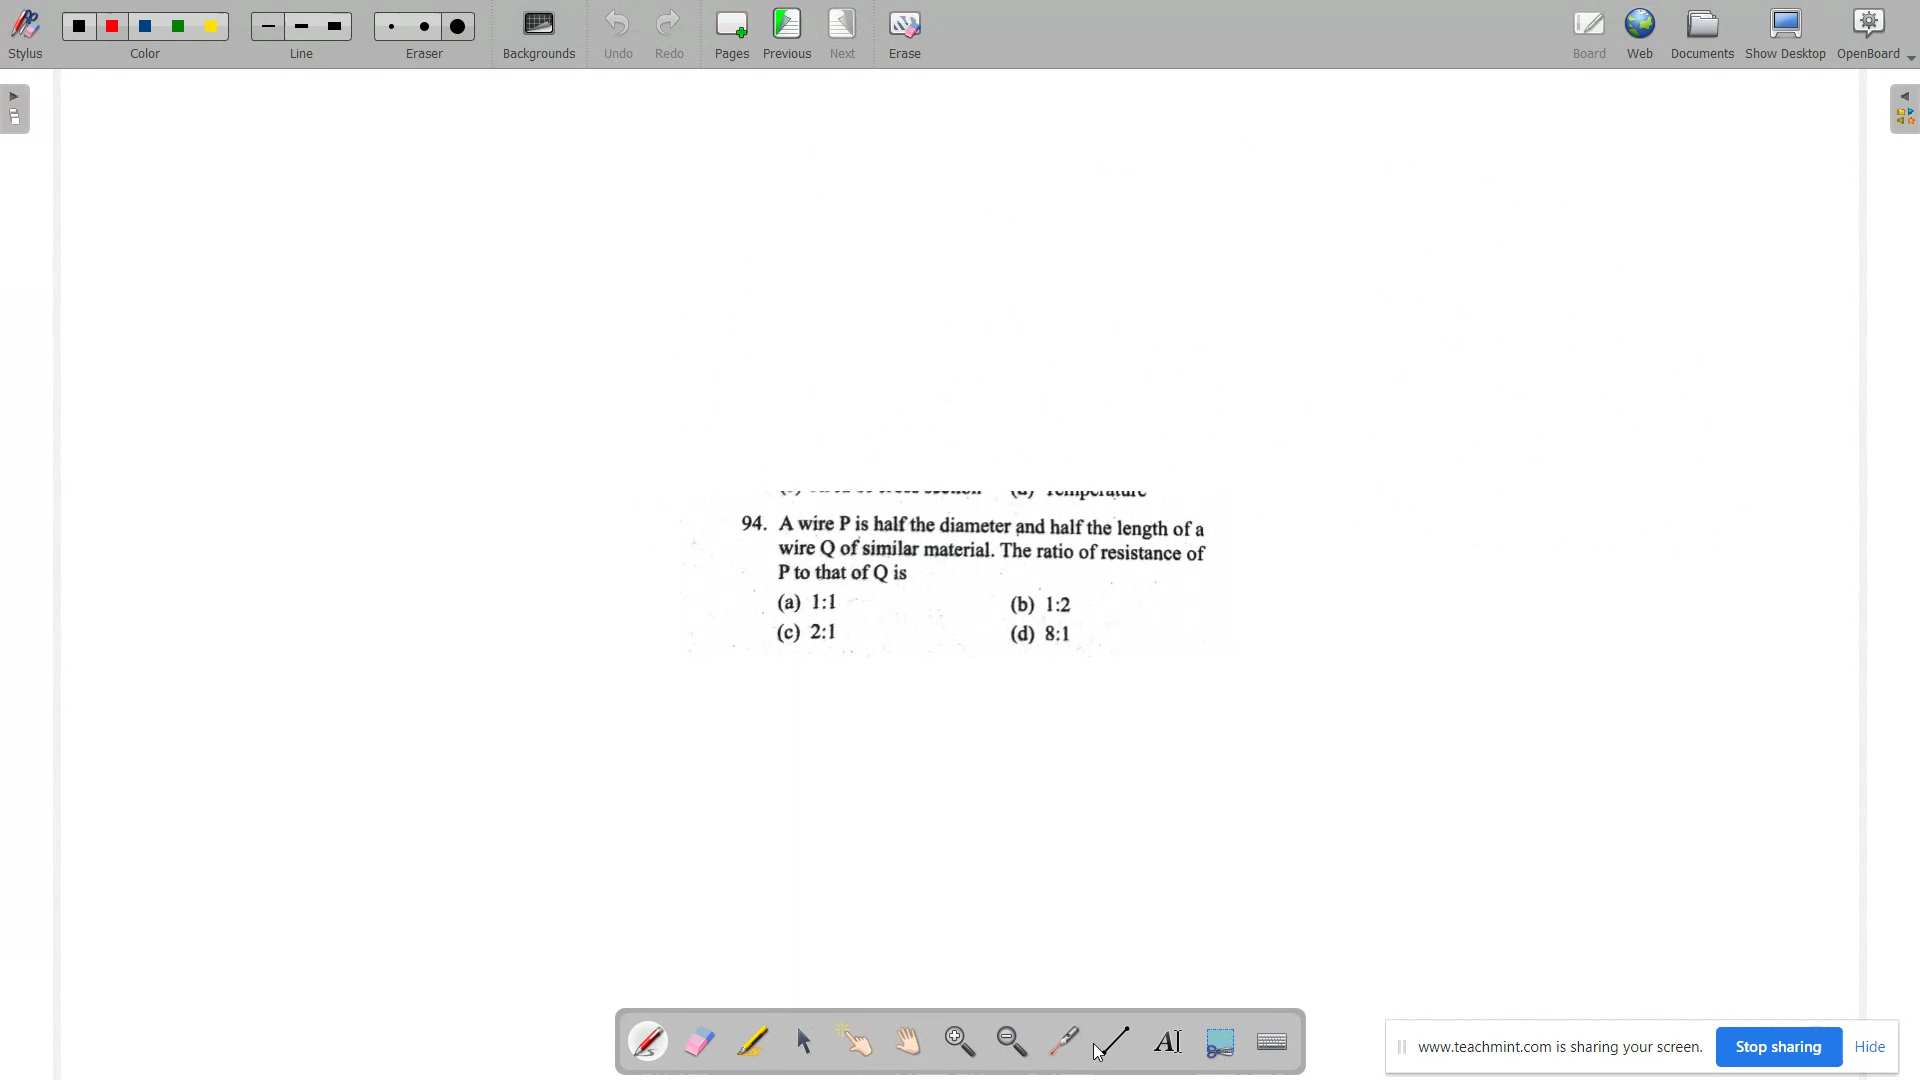 Stylus
Color
Line
Eraser
Backgrounds
Undo
Redo
Pages
Previous
Next
Erase
Board
Web
Documents
Show Desktop
OpenBoard
Temperature
94. A wire P is half the diameter and half the length of a
wire Q of similar material. The ratio of resistance of
P to that of Q is
(a) 1:1 (b) 1:2
(c) 2:1 (d) 8:1
AI
www.teachmint.com is sharing your screen.
Stop sharing
Hide